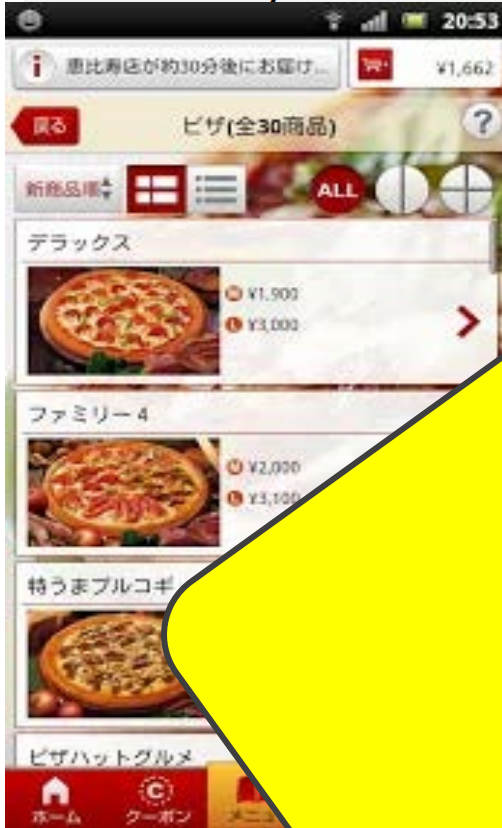 20:53
恵比寿店が約30分後にお届け...
¥1,662
戻る
ピザ(全30商品)
?
新商品順
ALL
デラックス
M ¥1,900
L ¥3,000
ファミリー4
M ¥2,000
L ¥3,100
特うまプルコギ
ピザハットグルメ
ホーム
クーポン
メニュ